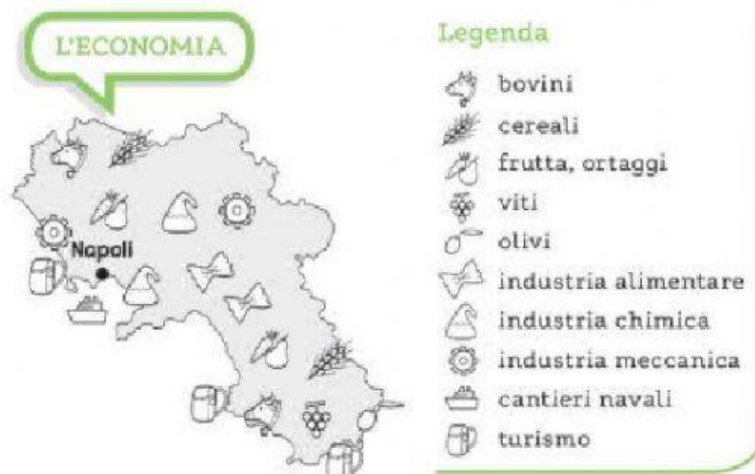 L'ECONOMIA
Napoli
Legenda
bovini
cereali
frutta, ortaggi
viti
olivi
industria alimentare
industria chimica
industria meccanica
cantieri navali
turismo